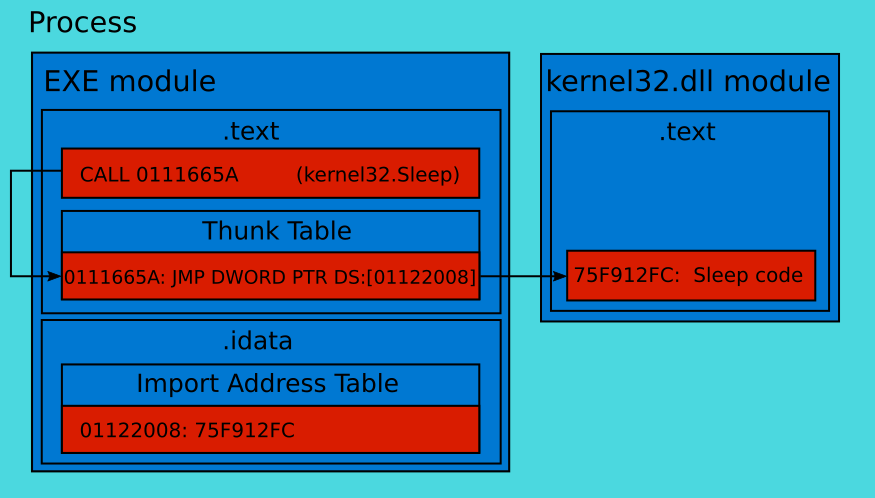 Process
EXE module
.text
CALL 0111665A (kernel32.Sleep)
Thunk Table
0111665A: JMP DWORD PTR DS:[01122008]
.idata
Import Address Table
01122008: 75F912FC
kernel32.dll module
.text
75F912FC: Sleep code